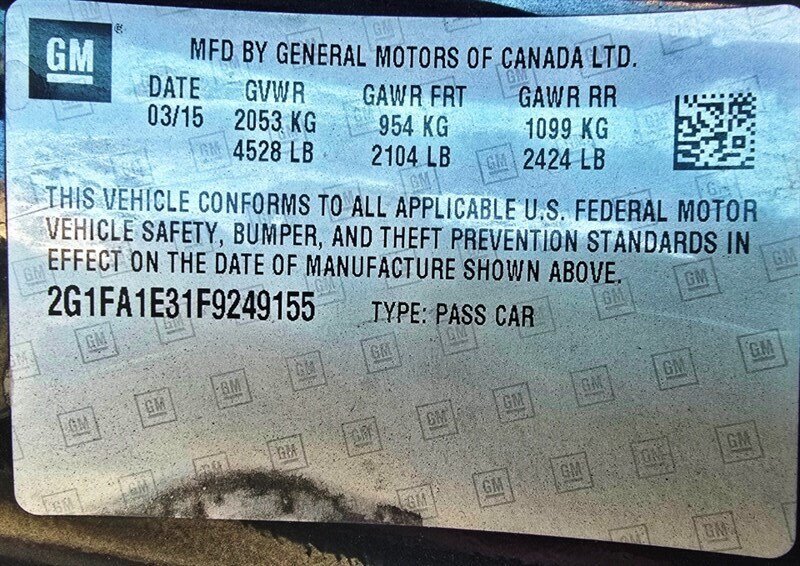 GM
MFD BY GENERAL MOTORS OF CANADA LTD.
DATE GVWR GAWR FRT GAWR RR
03/15 2053 KG 954 KG 1099 KG
4528 LB 2104 LB 2424 LB
THIS VEHICLE CONFORMS TO ALL APPLICABLE U.S. FEDERAL MOTOR
VEHICLE SAFETY, BUMPER, AND THEFT PREVENTION STANDARDS IN
EFFECT ON THE DATE OF MANUFACTURE SHOWN ABOVE.
2G1FA1E31F9249155 TYPE: PASS CAR